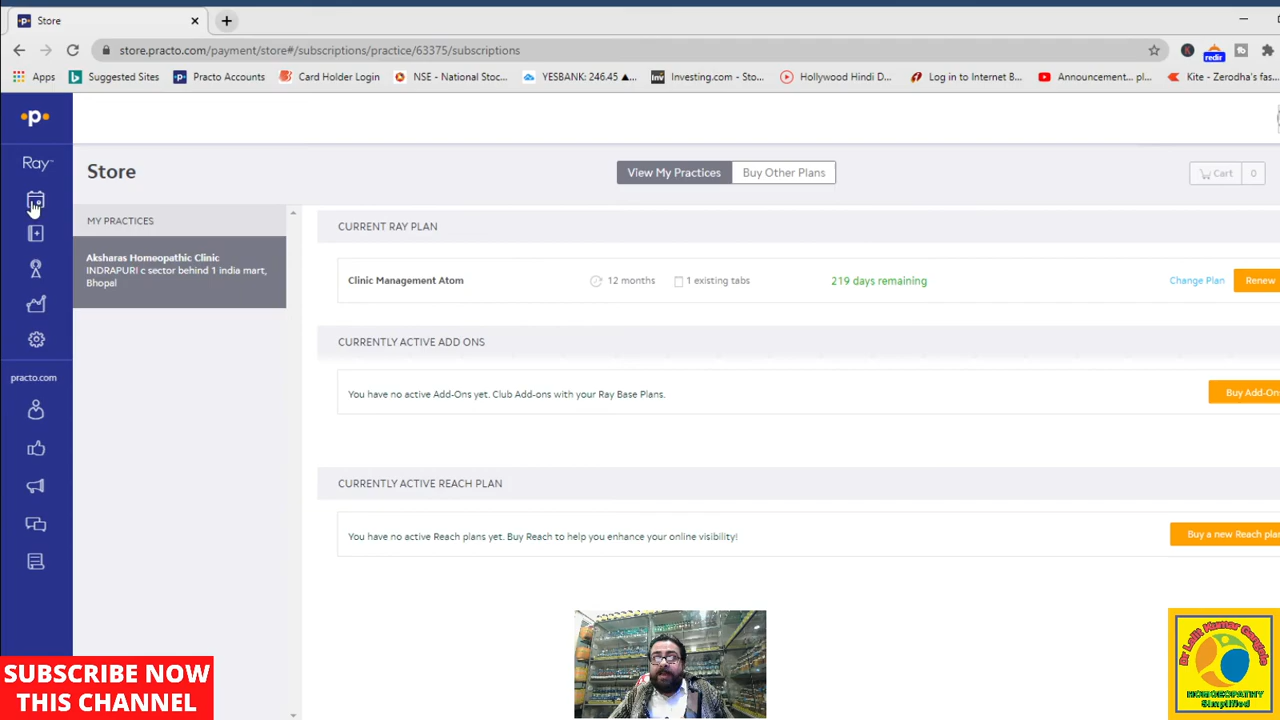 Store
store.practo.com/payment/store#/subscriptions/practice/63375/subscriptions
redir
Apps
Suggested Sites
Practo Accounts
Card Holder Login
NSE - National Stoc...
YESBANK: 246.45 ▲...
Investing.com - Sto...
Hollywood Hindi D...
Log in to Internet B...
Announcement... pl...
Kite - Zerodha's fas...
Ray
practo.com
Store
View My Practices
Buy Other Plans
Cart 0
MY PRACTICES
Aksharas Homeopathic Clinic
INDRAPURI c sector behind 1 india mart,
Bhopal
CURRENT RAY PLAN
Clinic Management Atom 12 months 1 existing tabs 219 days remaining Change Plan Renew
CURRENTLY ACTIVE ADD ONS
You have no active Add-Ons yet. Club Add-ons with your Ray Base Plans. Buy Add-On
CURRENTLY ACTIVE REACH PLAN
You have no active Reach plans yet. Buy Reach to help you enhance your online visibility! Buy a new Reach plan
SUBSCRIBE NOW
THIS CHANNEL
HOMOEOPATHY
Simplified